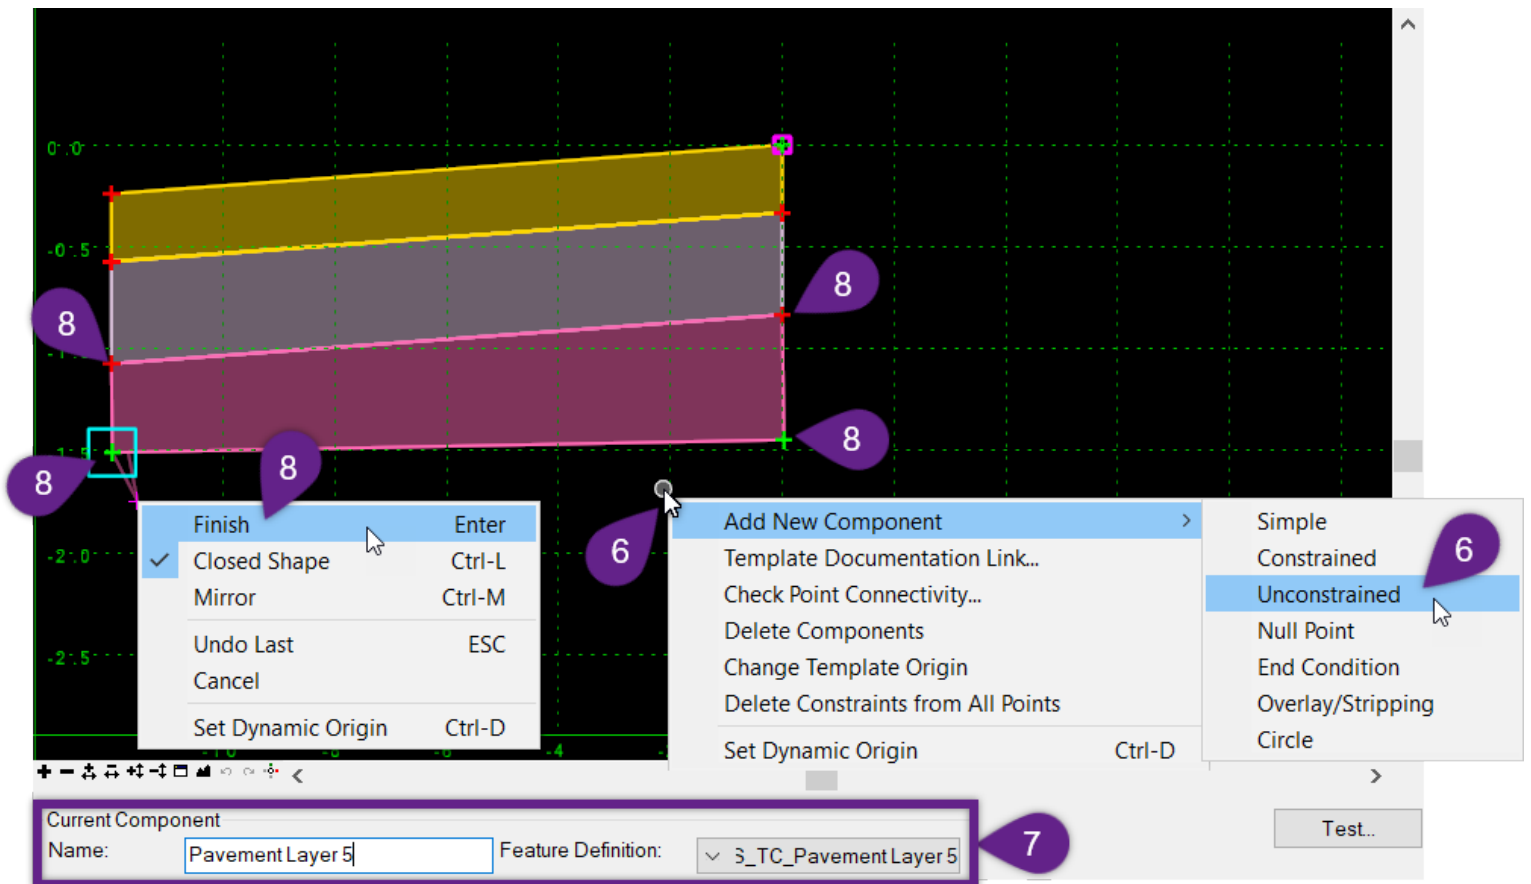 0.0
-0.5
8
8
8
8
8
-2.0
-2.5
Finish Enter
Closed Shape Ctrl-L
Mirror Ctrl-M
Undo Last ESC
Cancel
Set Dynamic Origin Ctrl-D
6
Add New Component
Template Documentation Link...
Check Point Connectivity...
Delete Components
Change Template Origin
Delete Constraints from All Points
Set Dynamic Origin Ctrl-D
Simple
Constrained
Unconstrained
Null Point
End Condition
Overlay/Stripping
Circle
6
-4
Current Component
Name: Pavement Layer 5 Feature Definition: S_TC_Pavement Layer 5
7
Test...